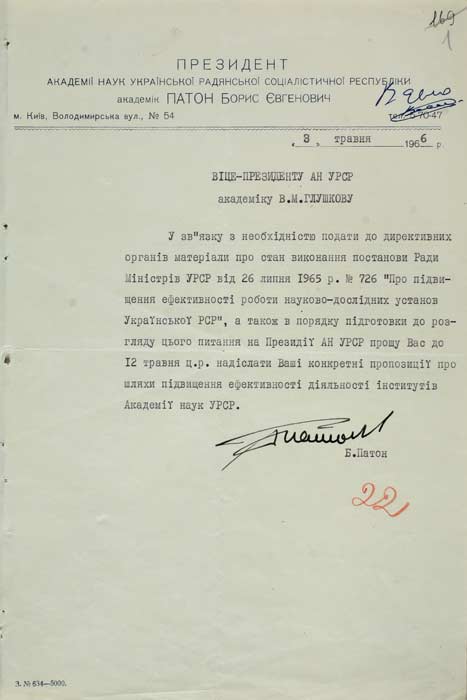 169
1
ПРЕЗИДЕНТ
АКАДЕМІЇ НАУК УКРАЇНСЬКОЇ РАДЯНСЬКОЇ СОЦІАЛІСТИЧНОЇ РЕСПУБЛІКИ
академік ПАТОН БОРИС ЄВГЕНОВИЧ
м. Київ, Володимирська вул., № 54
70-47
„ 3 „ травня 1966 р.
ВІЦЕ-ПРЕЗИДЕНТУ АН УРСР
академіку В.М.ГЛУШКОВУ
У зв"язку з необхідністю подати до директивних
органів матеріали про стан виконання постанови Ради
Міністрів УРСР від 26 липня 1965 р. № 726 "Про підви-
щення ефективності роботи науково-дослідних установ
Української РСР", а також в порядку підготовки до роз-
гляду цього питання на Президії АН УРСР прошу Вас до
12 травня ц.р. надіслати Ваші конкретні пропозиції про
шляхи підвищення ефективності діяльності інститутів
Академії наук УРСР.
Б.Патон
22
З. № 634—5000.